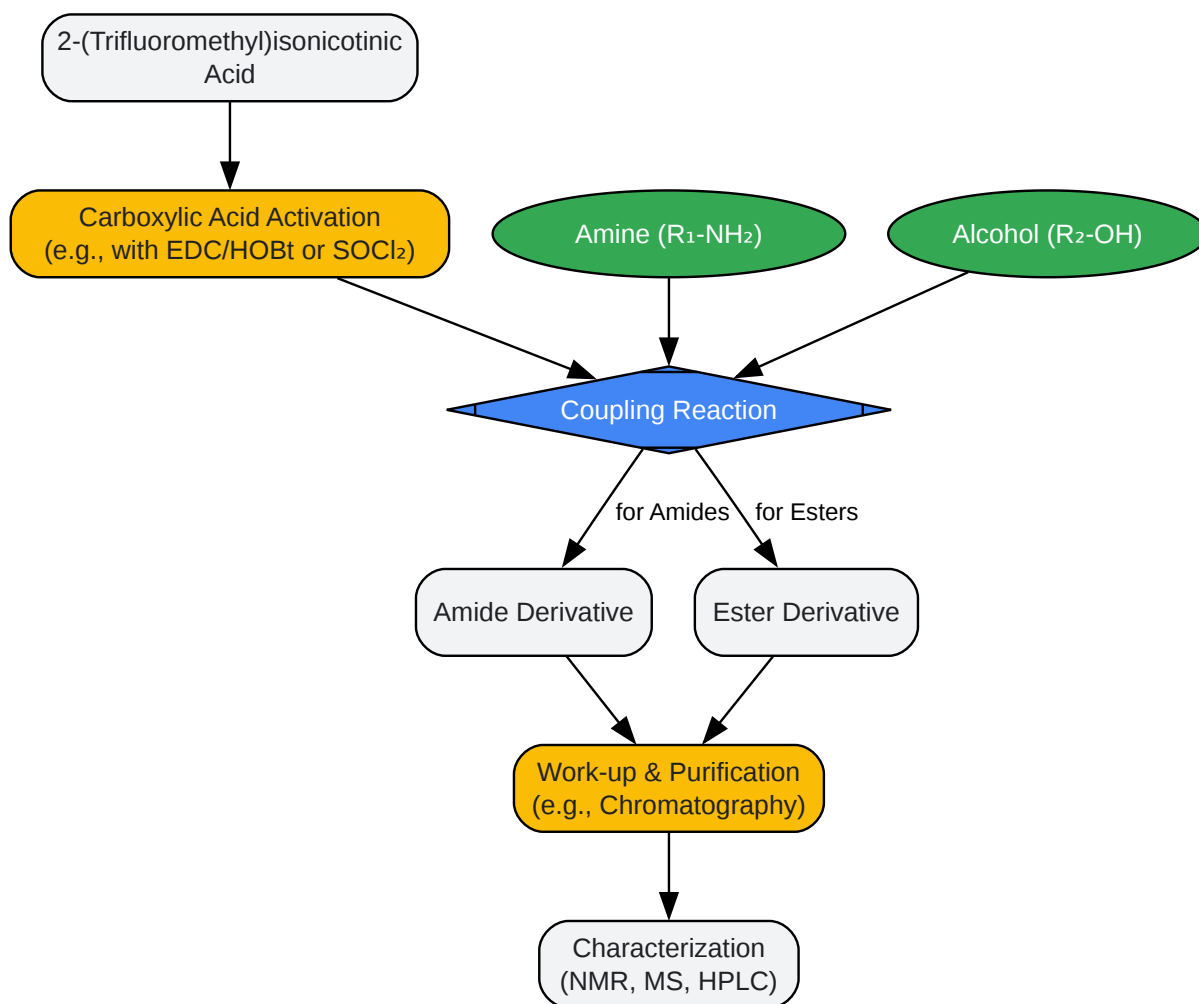 2-(Trifluoromethyl)isonicotinic
Acid
Carboxylic Acid Activation
(e.g., with EDC/HOBt or SOCl₂)
Amine (R₁-NH₂)
Alcohol (R₂-OH)
Coupling Reaction
for Amides
for Esters
Amide Derivative
Ester Derivative
Work-up & Purification
(e.g., Chromatography)
Characterization
(NMR, MS, HPLC)